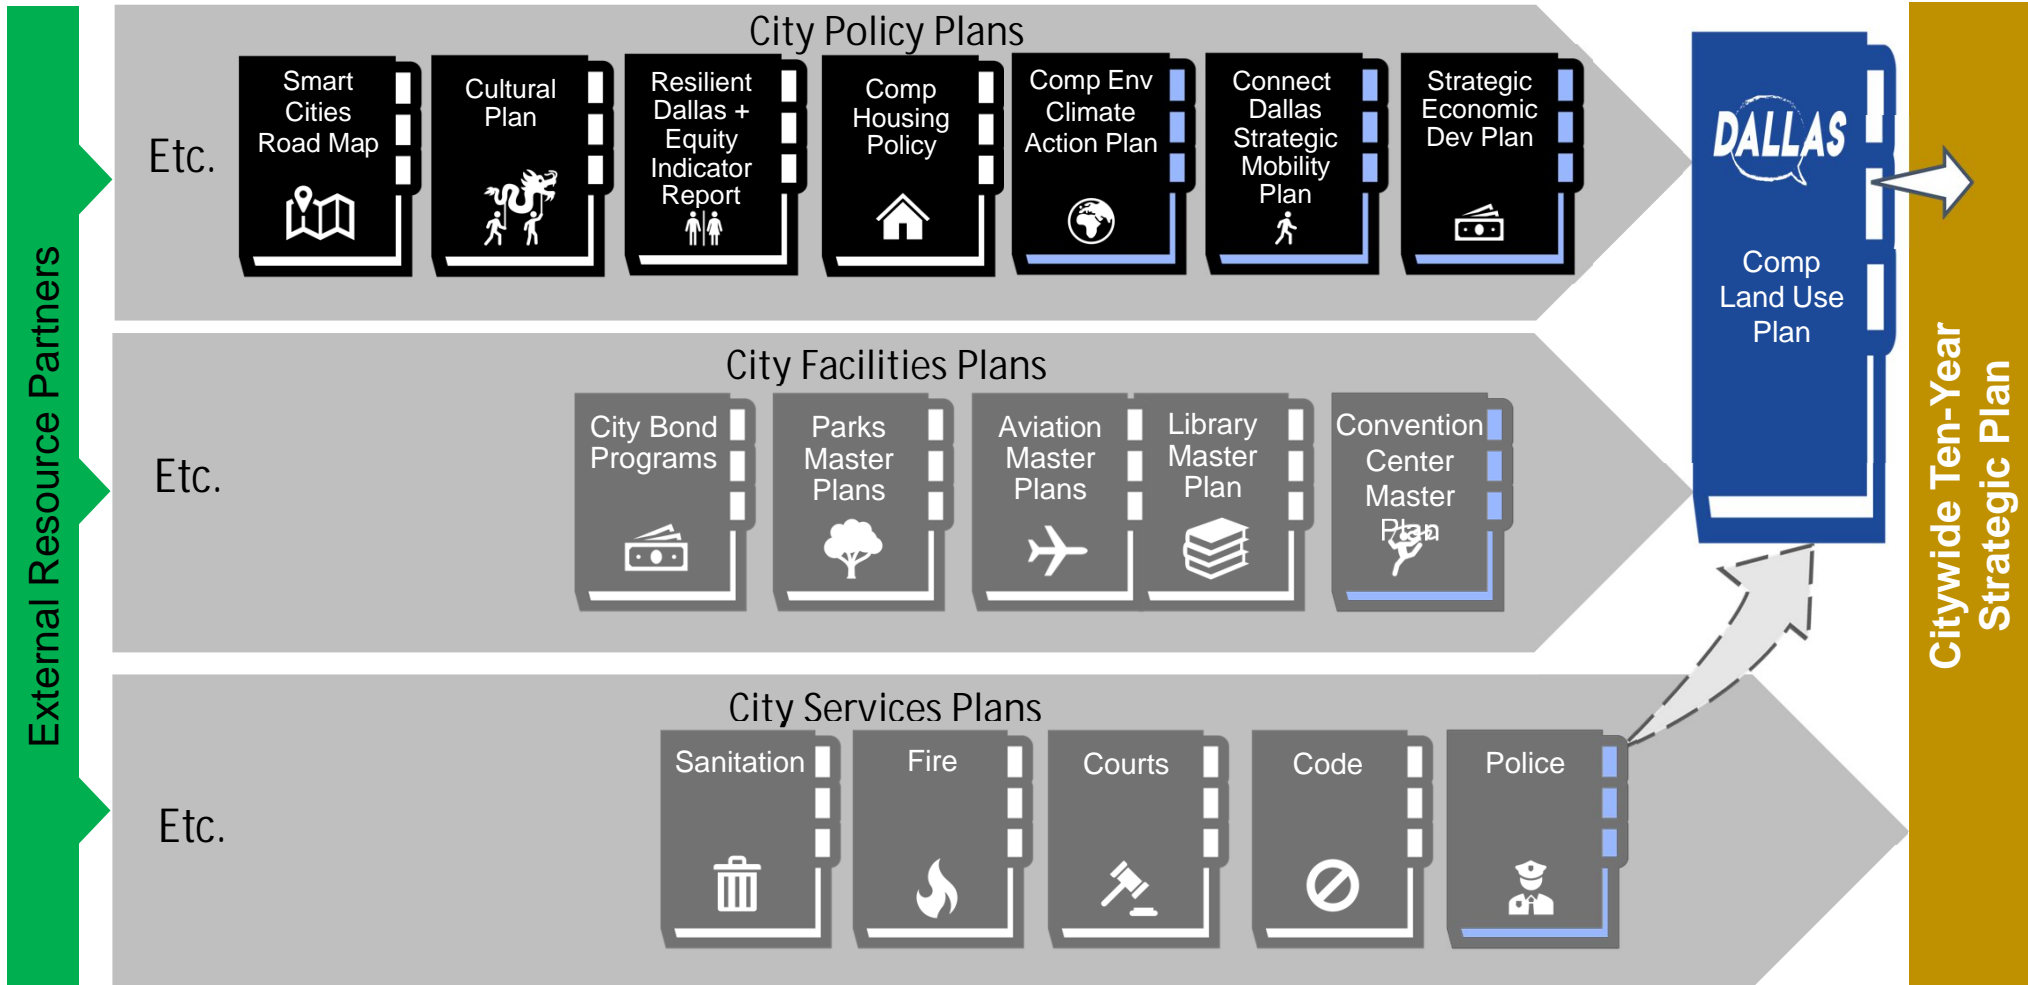 External Resource Partners
City Policy Plans
Etc.
Smart
Cities
Road Map
Cultural
Plan
Resilient
Dallas +
Equity
Indicator
Report
Comp
Housing
Policy
Comp Env
Climate
Action Plan
Connect
Dallas
Strategic
Mobility
Plan
Strategic
Economic
Dev Plan
DALLAS
Comp
Land Use
Plan
City Facilities Plans
Etc.
City Bond
Programs
Parks
Master
Plans
Aviation
Master
Plans
Library
Master
Plan
Convention
Center
Master
Plan
City Services Plans
Etc.
Sanitation
Fire
Courts
Code
Police
Citywide Ten-Year
Strategic Plan